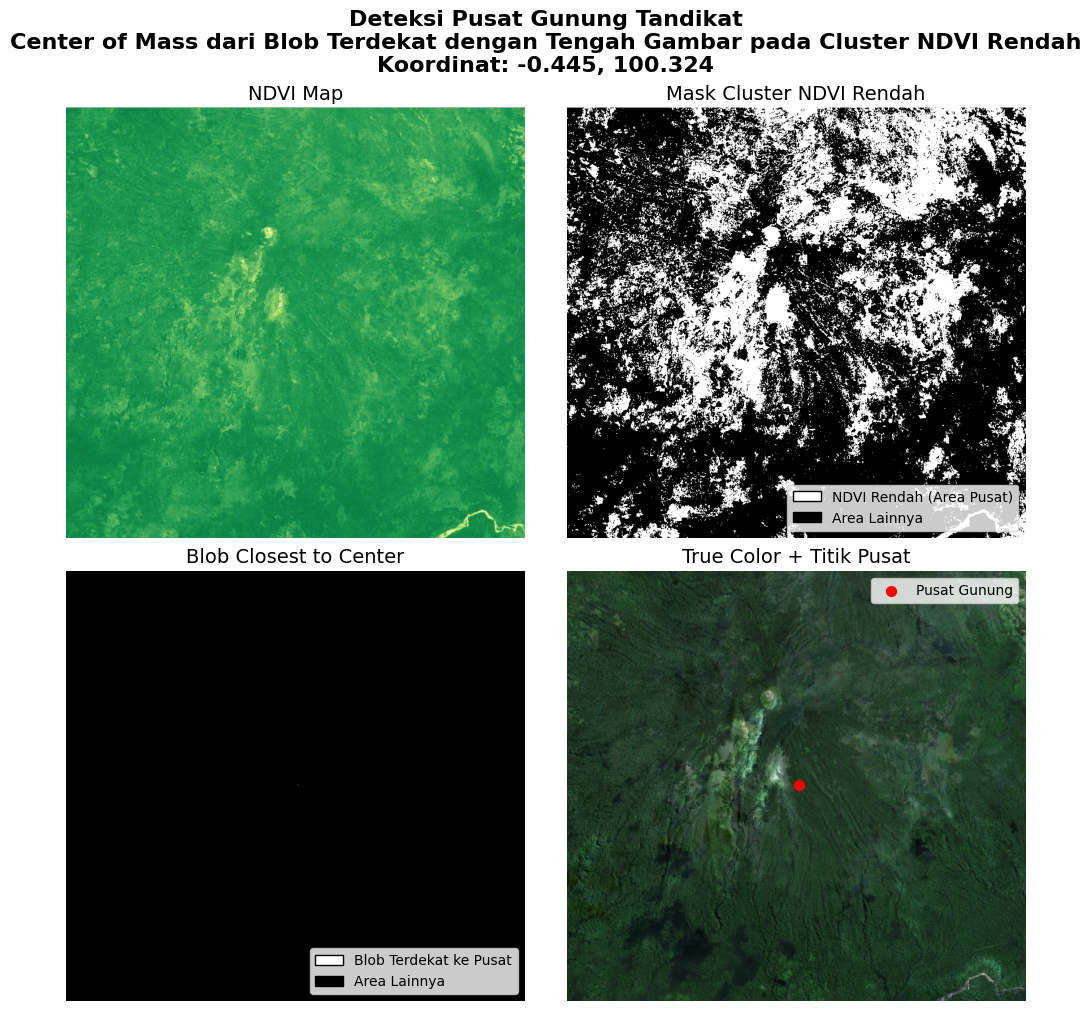 Deteksi Pusat Gunung Tandikat
Center of Mass dari Blob Terdekat dengan Tengah Gambar pada Cluster NDVI Rendah
Koordinat: -0.445, 100.324
NDVI Map
Mask Cluster NDVI Rendah
NDVI Rendah (Area Pusat)
Area Lainnya
Blob Closest to Center
True Color + Titik Pusat
Blob Terdekat ke Pusat
Area Lainnya
Pusat Gunung